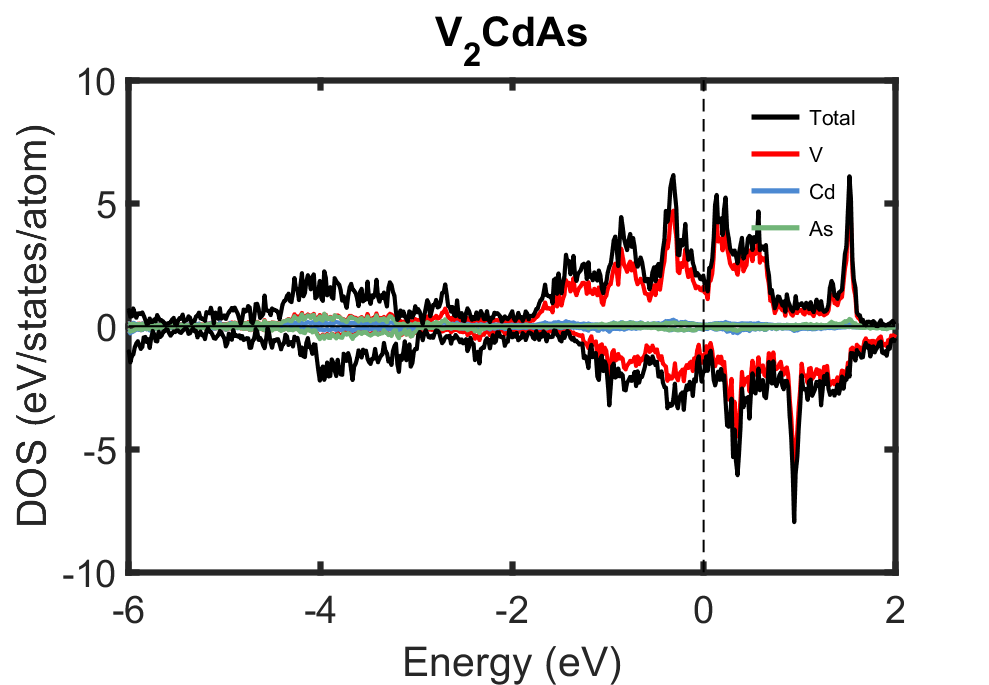 V2CdAs
DOS (eV/states/atom)
10
5
0
-5
-10
Total
V
Cd
As
-6
-4
-2
0
2
Energy (eV)